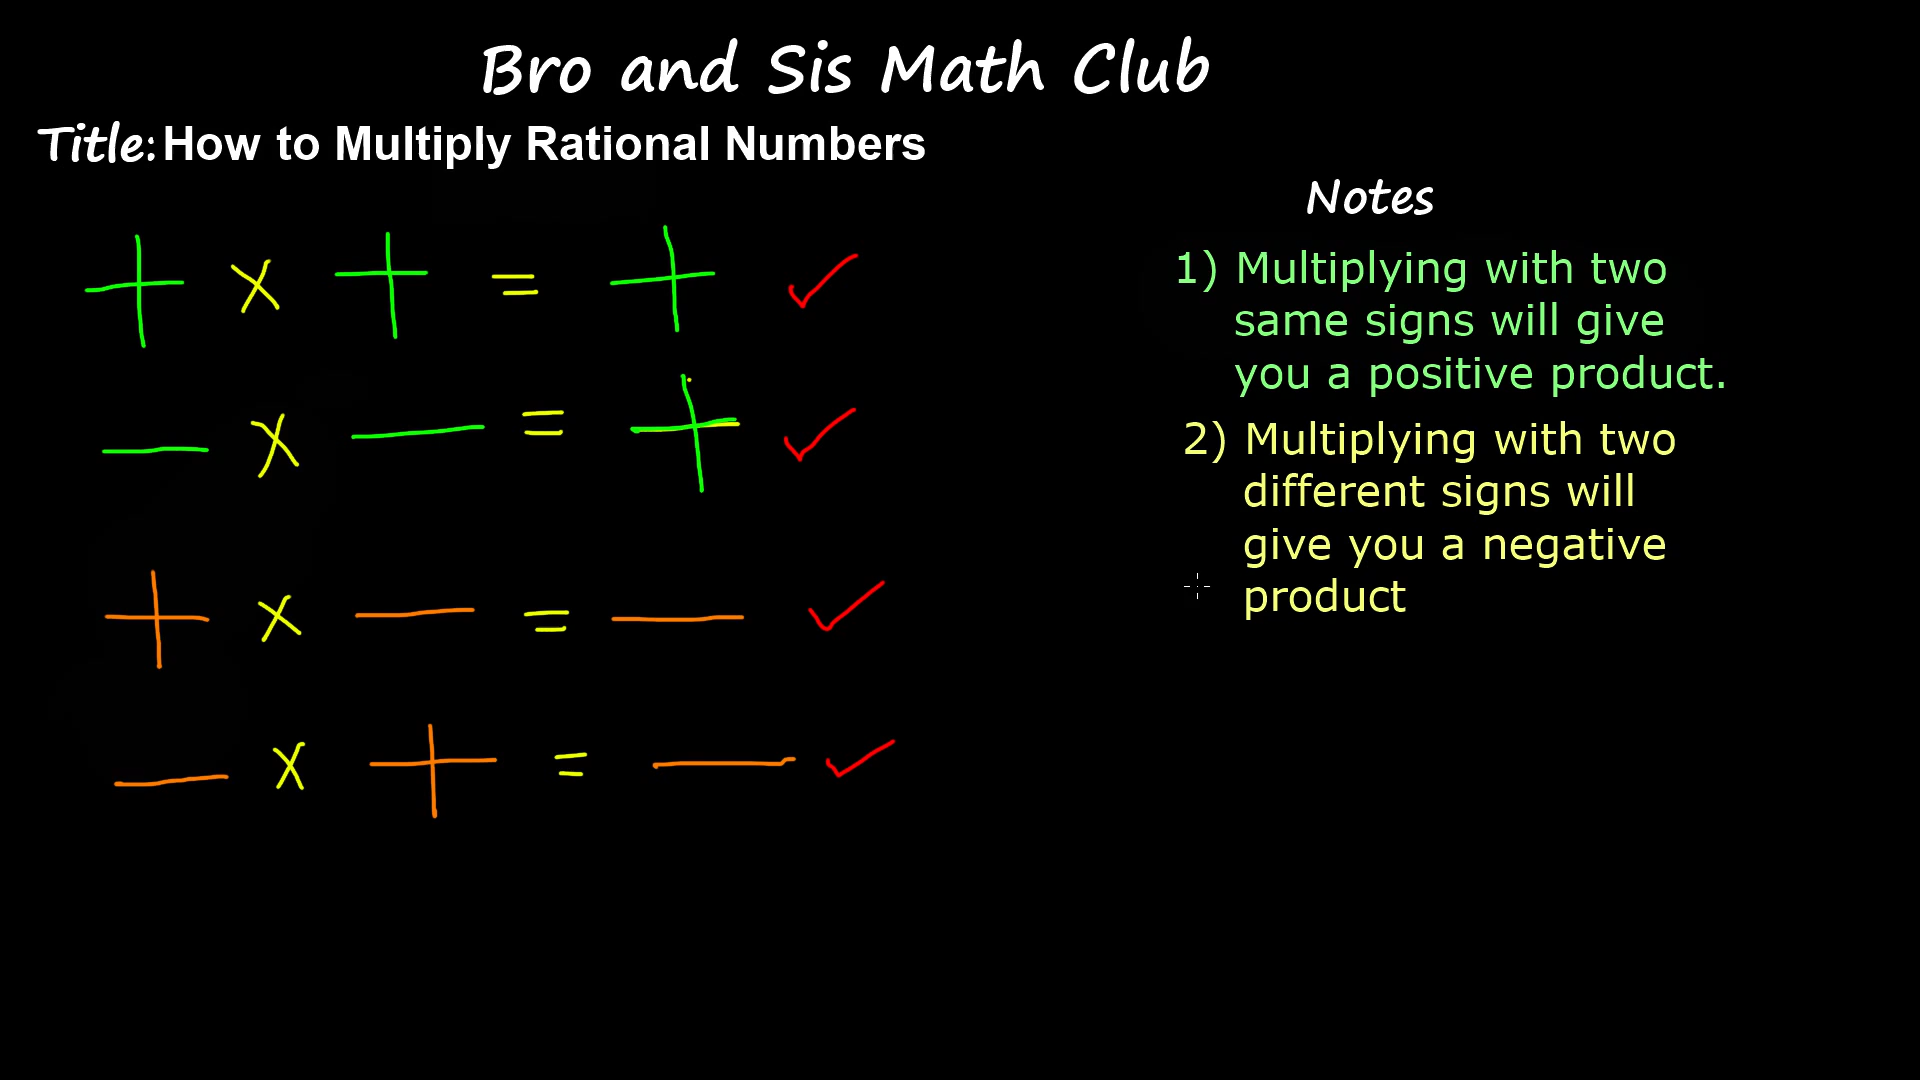 Bro and Sis Math Club
Title: How to Multiply Rational Numbers
+ x + = + ✓
— x — = + ✓
+ x — = — ✓
— x + = — ✓
Notes
1) Multiplying with two
same signs will give
you a positive product.
2) Multiplying with two
different signs will
give you a negative
product